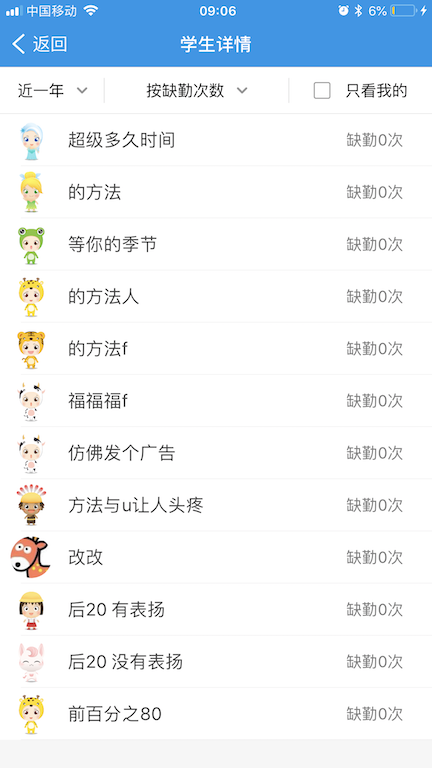 中国移动 09:06 6%
返回 学生详情
近一年 按缺勤次数 只看我的
超级多久时间 缺勤0次
的方法 缺勤0次
等你的季节 缺勤0次
的方法人 缺勤0次
的方法f 缺勤0次
福福福f 缺勤0次
仿佛发个广告 缺勤0次
方法与u让人头疼 缺勤0次
改改 缺勤0次
后20 有表扬 缺勤0次
后20 没有表扬 缺勤0次
前百分之80 缺勤0次